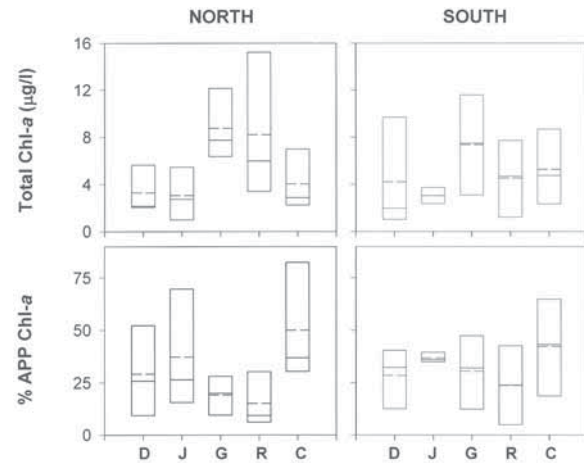 NORTH SOUTH
Total Chl-a (µg/l)
16
12
8
4
0
% APP Chl-a
75
50
25
0
D J G R C D J G R C